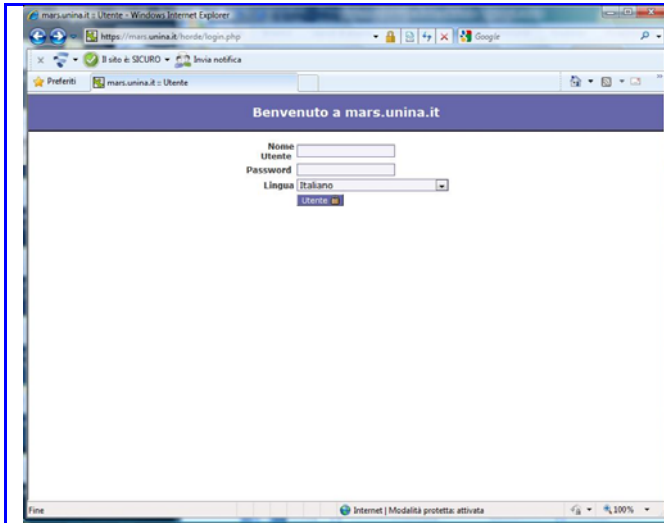 mars.unina.it :: Utente - Windows Internet Explorer
https://mars.unina.it/horde/login.php
Google
Il sito è SICURO
Invia notifica
Preferiti
mars.unina.it :: Utente
Benvenuto a mars.unina.it
Nome
Utente
Password
Lingua Italiano
Utente
Fine
Internet | Modalità protetta: attivata
100%